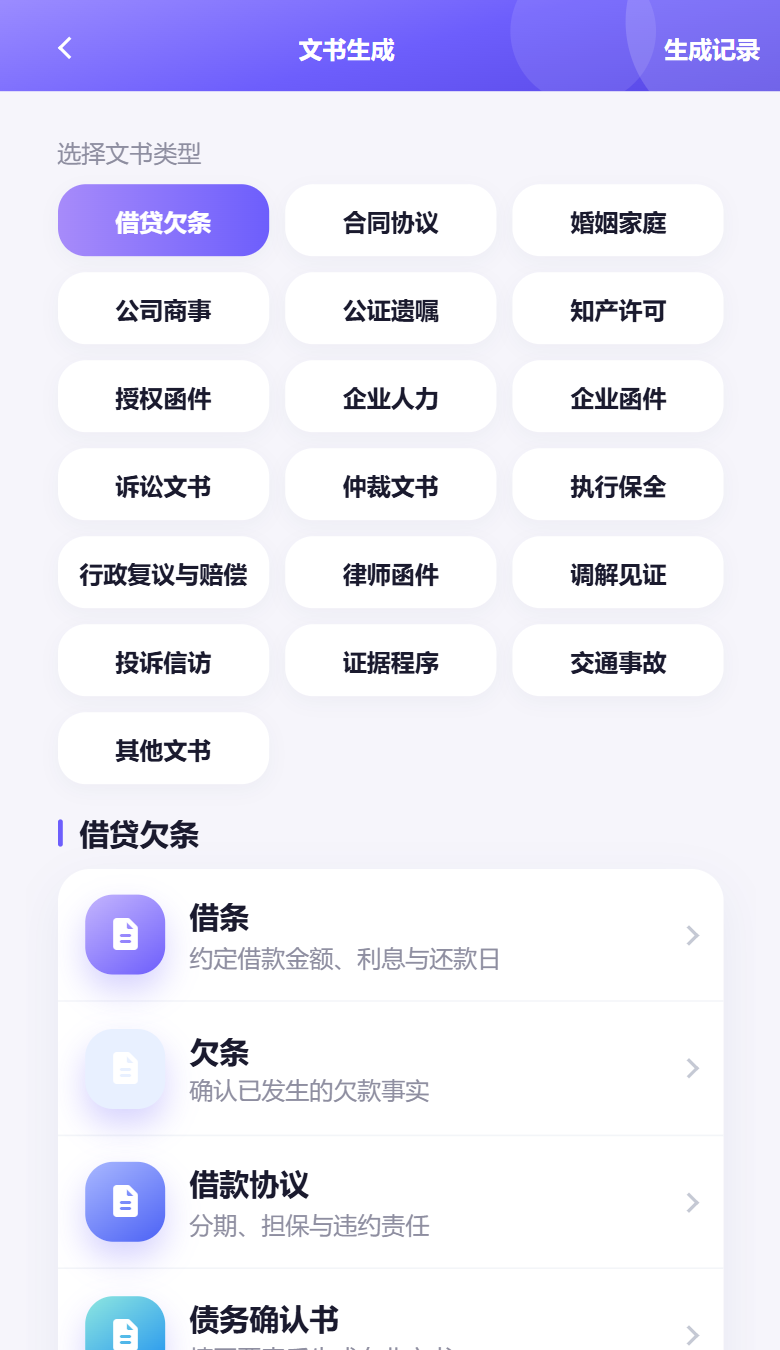 文书生成 生成记录
选择文书类型
借贷欠条 合同协议 婚姻家庭
公司商事 公证遗嘱 知产许可
授权函件 企业人力 企业函件
诉讼文书 仲裁文书 执行保全
行政复议与赔偿 律师函件 调解见证
投诉信访 证据程序 交通事故
其他文书
借贷欠条
借条
约定借款金额、利息与还款日
欠条
确认已发生的欠款事实
借款协议
分期、担保与违约责任
债务确认书